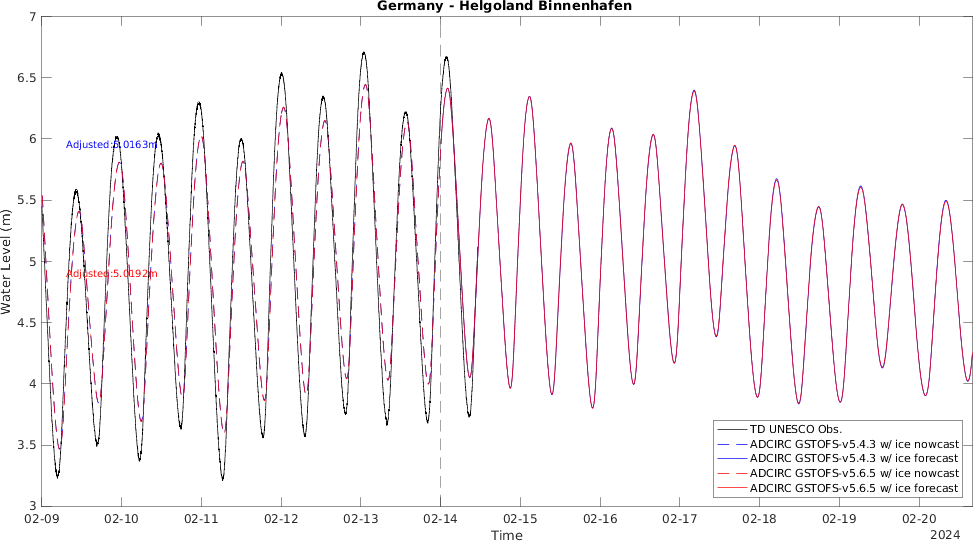 Germany - Helgoland Binnenhafen
7
6.5
6
5.5
5
4.5
4
3.5
3
Water Level (m)
Adjusted:5.0163m
Adjusted:5.0192m
TD UNESCO Obs.
ADCIRC GSTOFS-v5.4.3 w/ ice nowcast
ADCIRC GSTOFS-v5.4.3 w/ ice forecast
ADCIRC GSTOFS-v5.6.5 w/ ice nowcast
ADCIRC GSTOFS-v5.6.5 w/ ice forecast
02-09 02-10 02-11 02-12 02-13 02-14 02-15 02-16 02-17 02-18 02-19 02-20
Time
2024